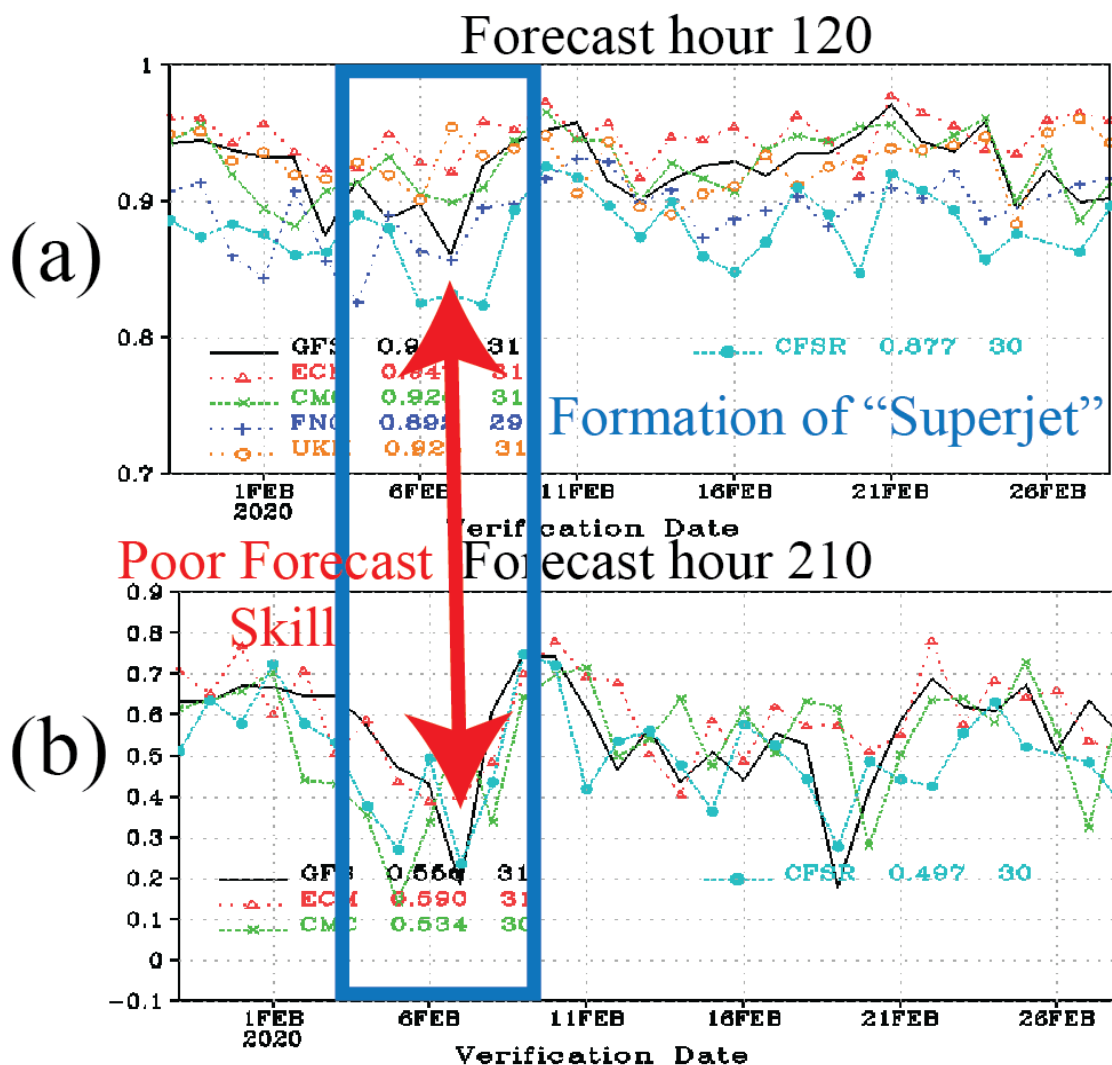 Forecast hour 120
(a)
1
0.9
0.8
0.7
GFS 31
ECM 31
CMC 31
FNO 29
UKM 31
CFSR 0.877 30
Formation of “Superjet”
1FEB 6FEB 11FEB 16FEB 21FEB 26FEB
2020
Verification Date
Poor Forecast
Skill
Forecast hour 210
(b)
0.9
0.8
0.7
0.6
0.5
0.4
0.3
0.2
0.1
0
-0.1
GFS 31
ECM 0.590 31
CMC 0.534 30
CFSR 0.497 30
1FEB 6FEB 11FEB 16FEB 21FEB 26FEB
2020
Verification Date